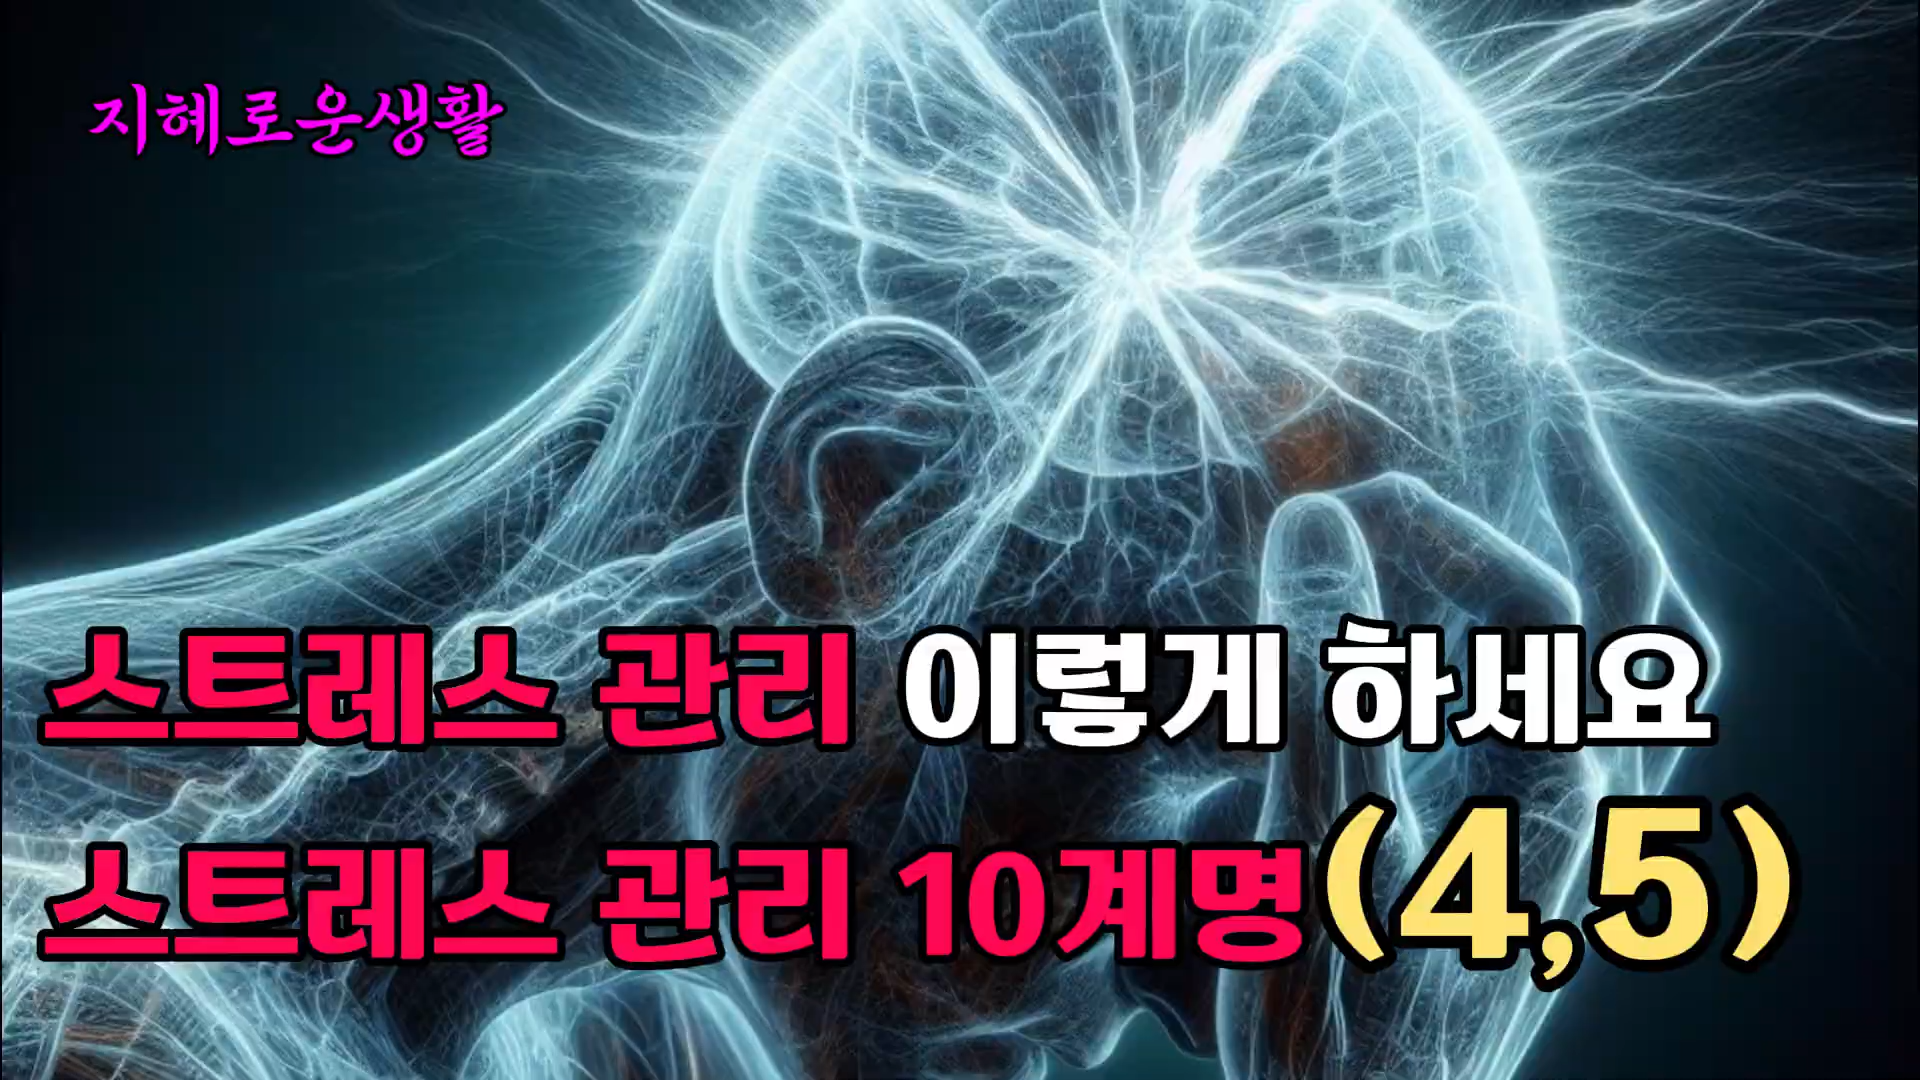 지혜로운생활
스트레스 관리 이렇게 하세요
스트레스 관리 10계명(4,5)